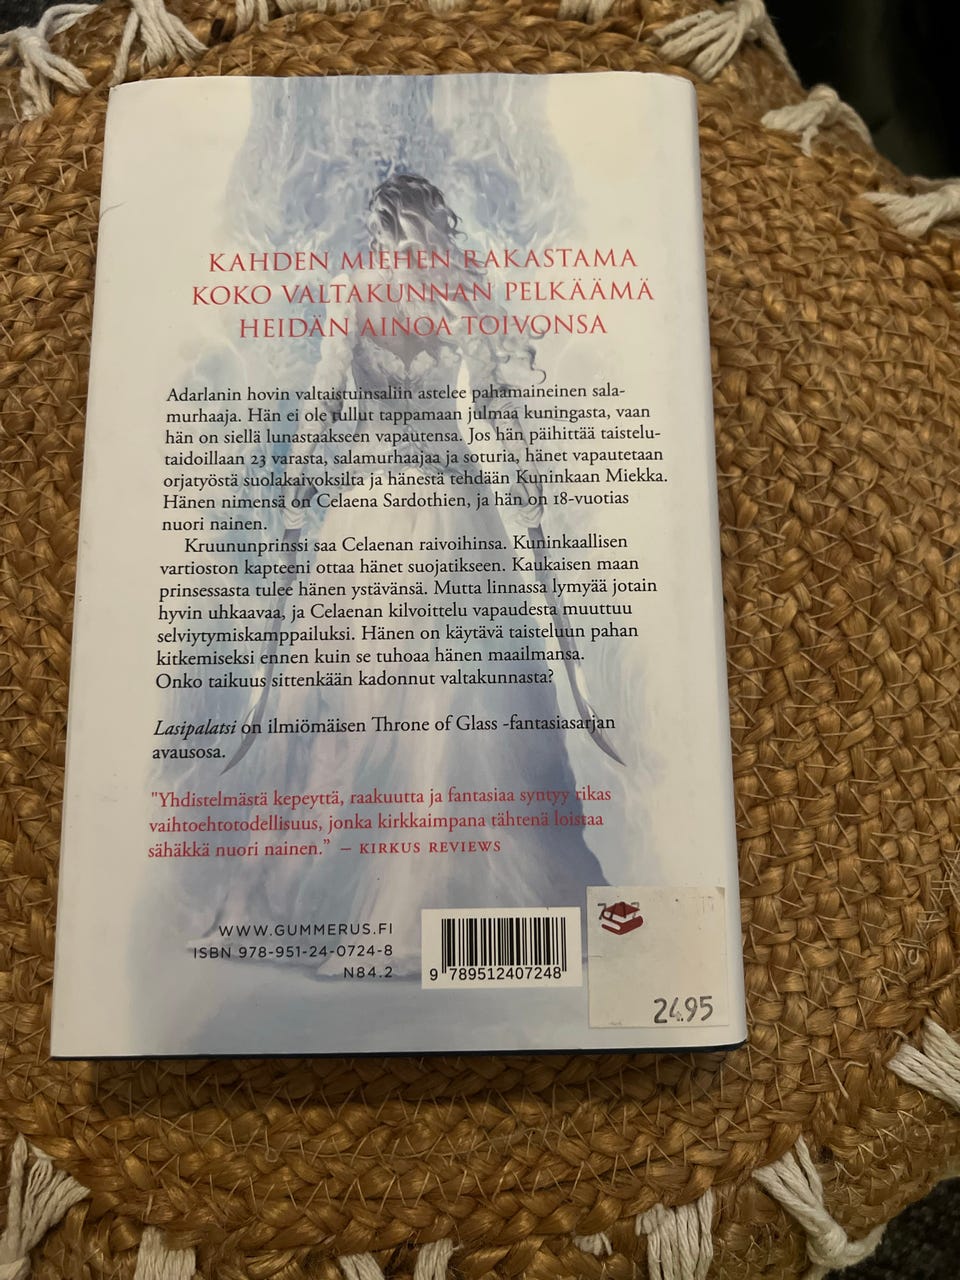 KAHDEN MIEHEN RAKASTAMA
KOKO VALTAKUNNAN PELKÄÄMÄ
HEIDÄN AINOA TOIVONSA
Adarlanin hovin valtaistuinsaliin astelee pahamaineinen sala-
murhaaja. Hän ei ole tullut tappamaan julmaa kuningasta, vaan
hän on siellä lunastaakseen vapautensa. Jos hän päihittää taistelu-
taidoillaan 23 varasta, salamurhaajaa ja soturia, hänet vapautetaan
orjatyöstä suolakaivoksilta ja hänestä tehdään Kuninkaan Miekka.
Hänen nimensä on Celaena Sardothien, ja hän on 18-vuotias
nuori nainen.
Kruununprinssi saa Celaenan raivoihinsa. Kuninkaallisen
vartioston kapteeni ottaa hänet suojatikseen. Kaukaisen maan
prinsessasta tulee hänen ystävänsä. Mutta linnassa lymyää jotain
hyvin uhkaavaa, ja Celaenan kilvoittelu vapaudesta muuttuu
selviytymiskamppailuksi. Hänen on käytävä taisteluun pahan
kitkemiseksi ennen kuin se tuhoaa hänen maailmansa.
Onko taikuus sittenkään kadonnut valtakunnasta?
Lasipalatsi on ilmiömäisen Throne of Glass -fantasiasarjan
avausosa.
"Yhdistelmästä kepeyttä, raakuutta ja fantasiaa syntyy rikas
vaihtoehtotodellisuus, jonka kirkkaimpana tähtenä loistaa
sähäkkä nuori nainen." – KIRKUS REVIEWS
WWW.GUMMERUS.FI
ISBN 978-951-24-0724-8
N84.2
9 789512407248
24.95